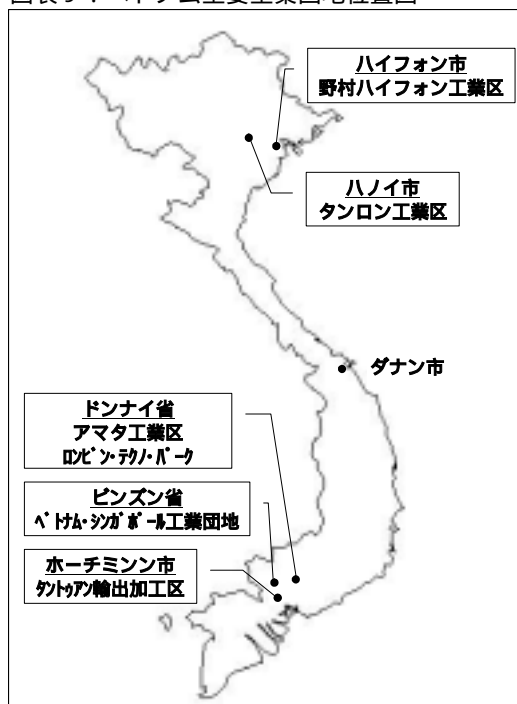 ハイフォン市
野村ハイフォン工業区
ハノイ市
タンロン工業区
ダナン市
ドンナイ省
アマタ工業区
ﾛﾝﾋﾞﾝ･ﾃｸﾉ･ﾊﾟｰｸ
ビンズン省
ﾍﾞﾄﾅﾑ･ｼﾝｶﾞﾎﾟｰﾙ工業団地
ホーチミンン市
ﾀﾝﾄｩｱﾝ輸出加工区